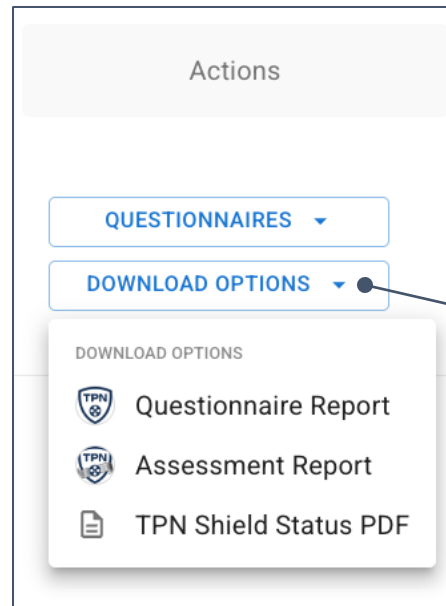 Actions
QUESTIONNAIRES
DOWNLOAD OPTIONS
DOWNLOAD OPTIONS
TPN Questionnaire Report
TPN Assessment Report
TPN Shield Status PDF